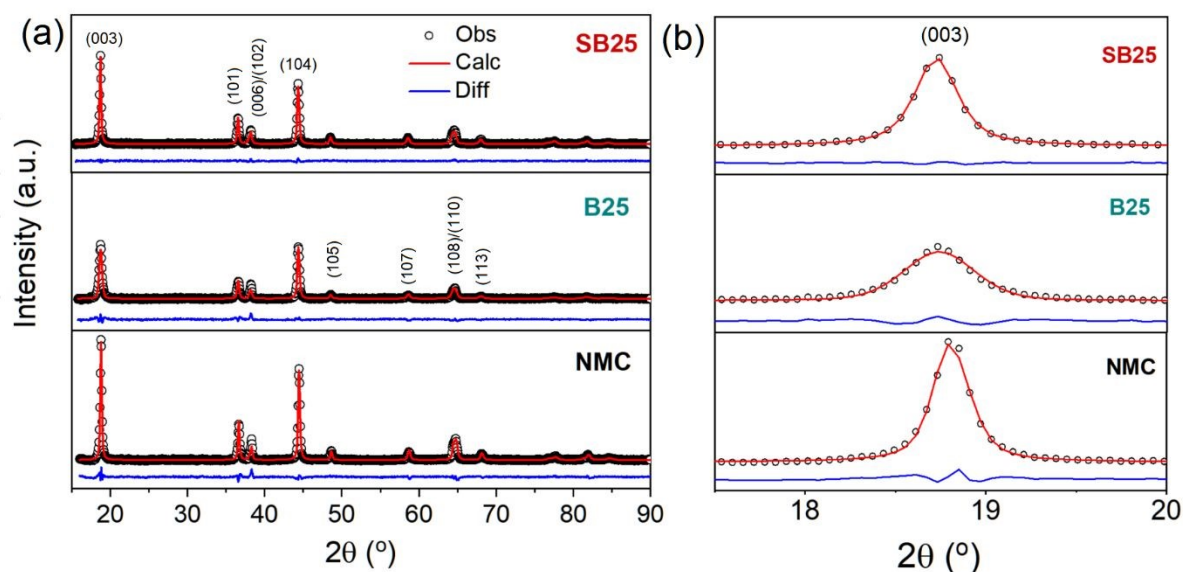 (a)
(003)
(101)
(006)/(102)
(104)
Obs
Calc
Diff
SB25
B25
(105)
(107)
(108)/(110)
(113)
NMC
Intensity (a.u.)
20 30 40 50 60 70 80 90
2θ (°)
(b)
(003)
SB25
B25
NMC
18 19 20
2θ (°)